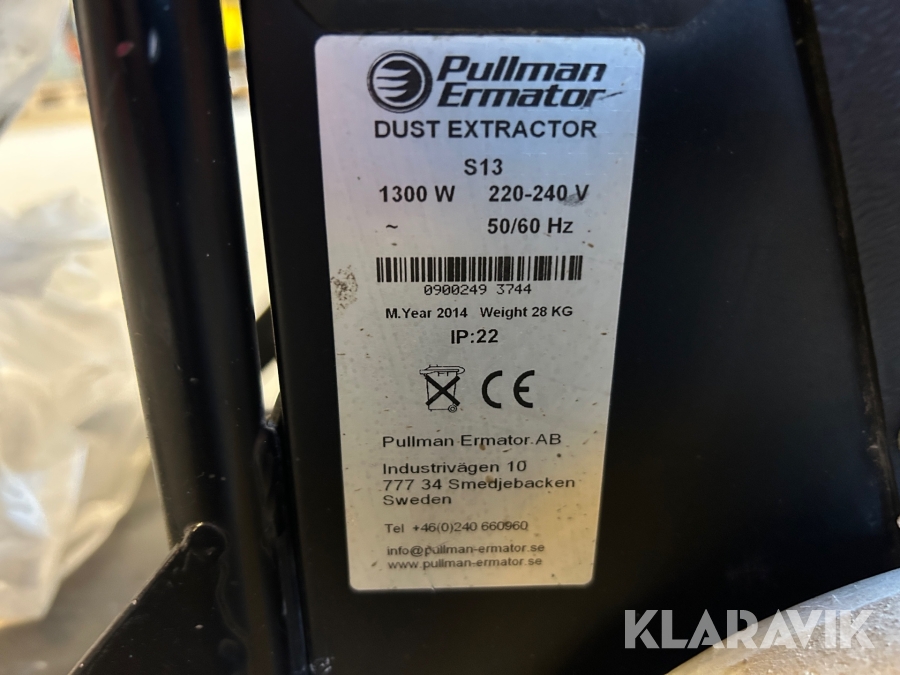 Pullman
Ermator
DUST EXTRACTOR
S13
1300 W 220-240 V
~ 50/60 Hz
0900249 3744
M.Year 2014 Weight 28 KG
IP:22
CE
Pullman Ermator AB
Industrivägen 10
777 34 Smedjebacken
Sweden
Tel +46(0)240 660960
info@pullman-ermator.se
www.pullman-ermator.se
KLARAVIK